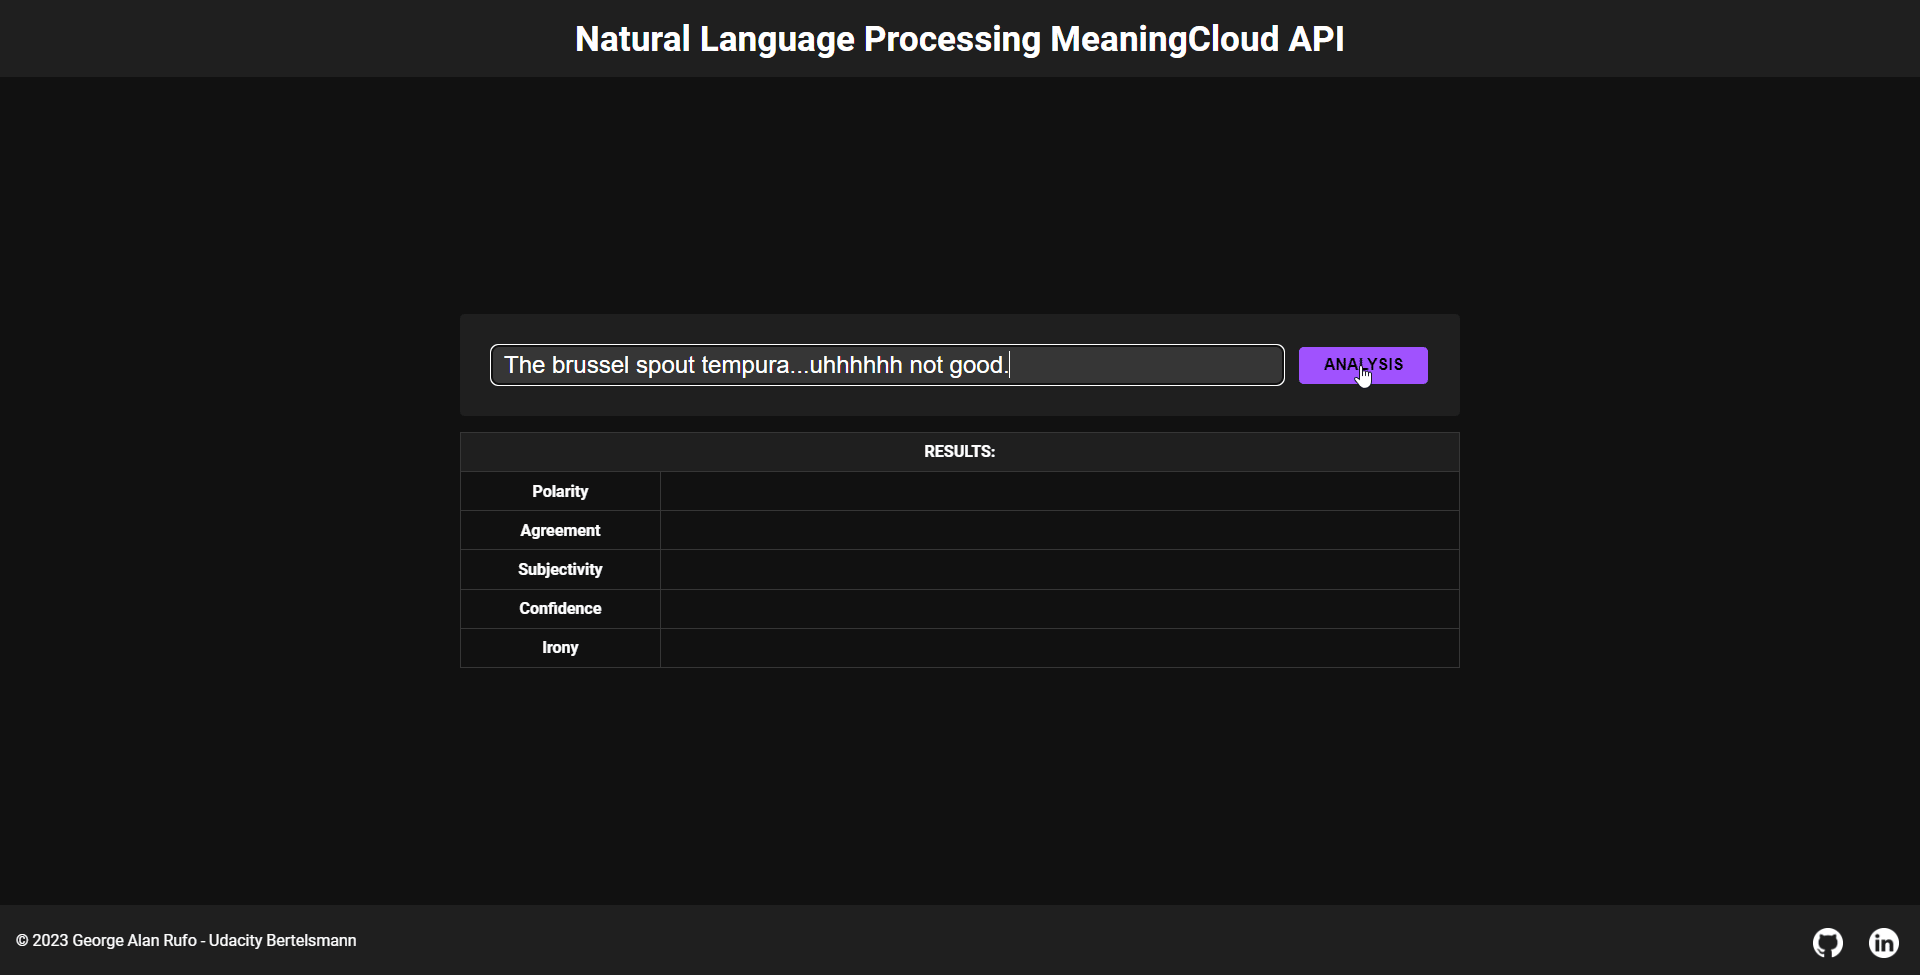 Natural Language Processing MeaningCloud API
The brussel spout tempura...uhhhhhh not good.
ANALYSIS
RESULTS:
Polarity
Agreement
Subjectivity
Confidence
Irony
© 2023 George Alan Rufo - Udacity Bertelsmann
in